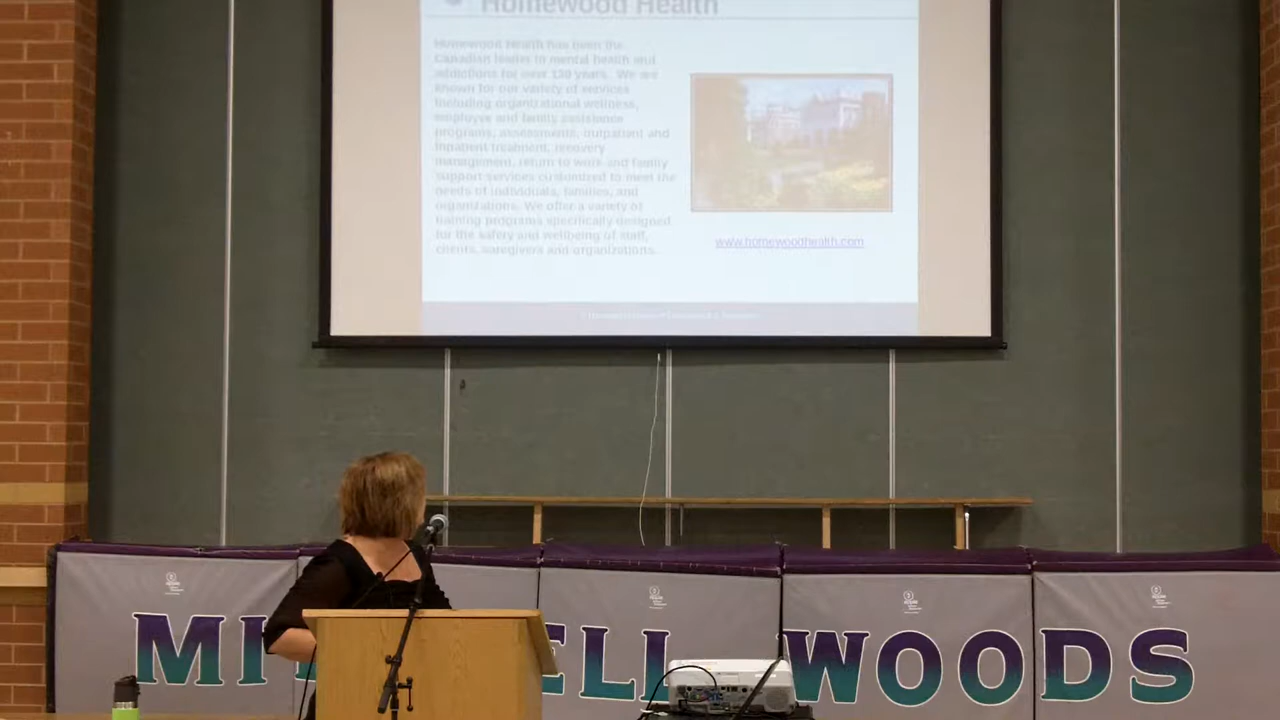 Homewood Health
Homewood Health has been the
Canadian leader in mental health and
addictions for over 130 years. We are
known for our variety of services
including organizational wellness,
employee and family assistance
programs, assessments, outpatient and
inpatient treatment, recovery
management, return to work and family
support services customized to meet the
needs of individuals, families, and
organizations. We offer a variety of
training programs specifically designed
for the safety and wellbeing of staff,
clients, caregivers and organizations.
www.homewoodhealth.com
MI ELL WOODS